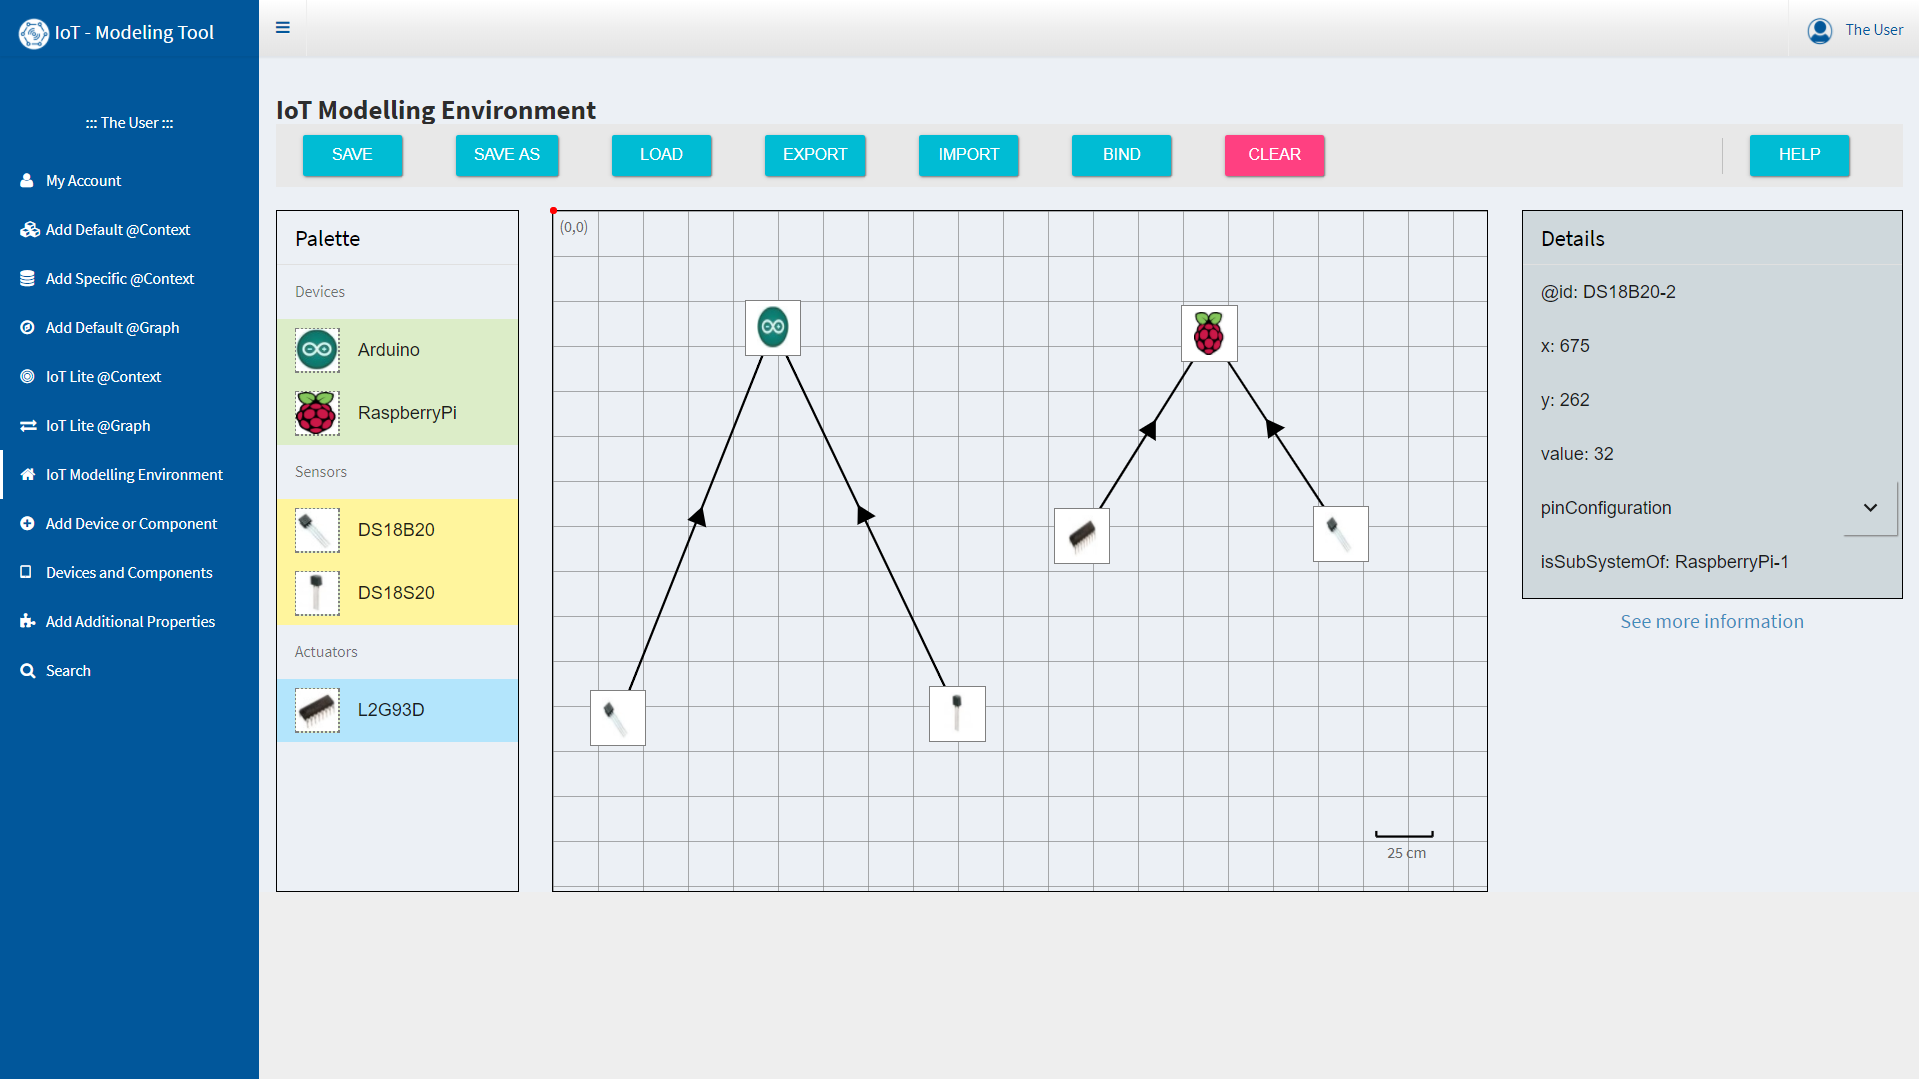 IoT - Modeling Tool
The User
::: The User :::
My Account
Add Default @Context
Add Specific @Context
Add Default @Graph
IoT Lite @Context
IoT Lite @Graph
IoT Modelling Environment
Add Device or Component
Devices and Components
Add Additional Properties
Search
IoT Modelling Environment
SAVE
SAVE AS
LOAD
EXPORT
IMPORT
BIND
CLEAR
HELP
Palette
Devices
Arduino
RaspberryPi
Sensors
DS18B20
DS18S20
Actuators
L2G93D
(0,0)
25 cm
Details
@id: DS18B20-2
x: 675
y: 262
value: 32
pinConfiguration
isSubSystemOf: RaspberryPi-1
See more information